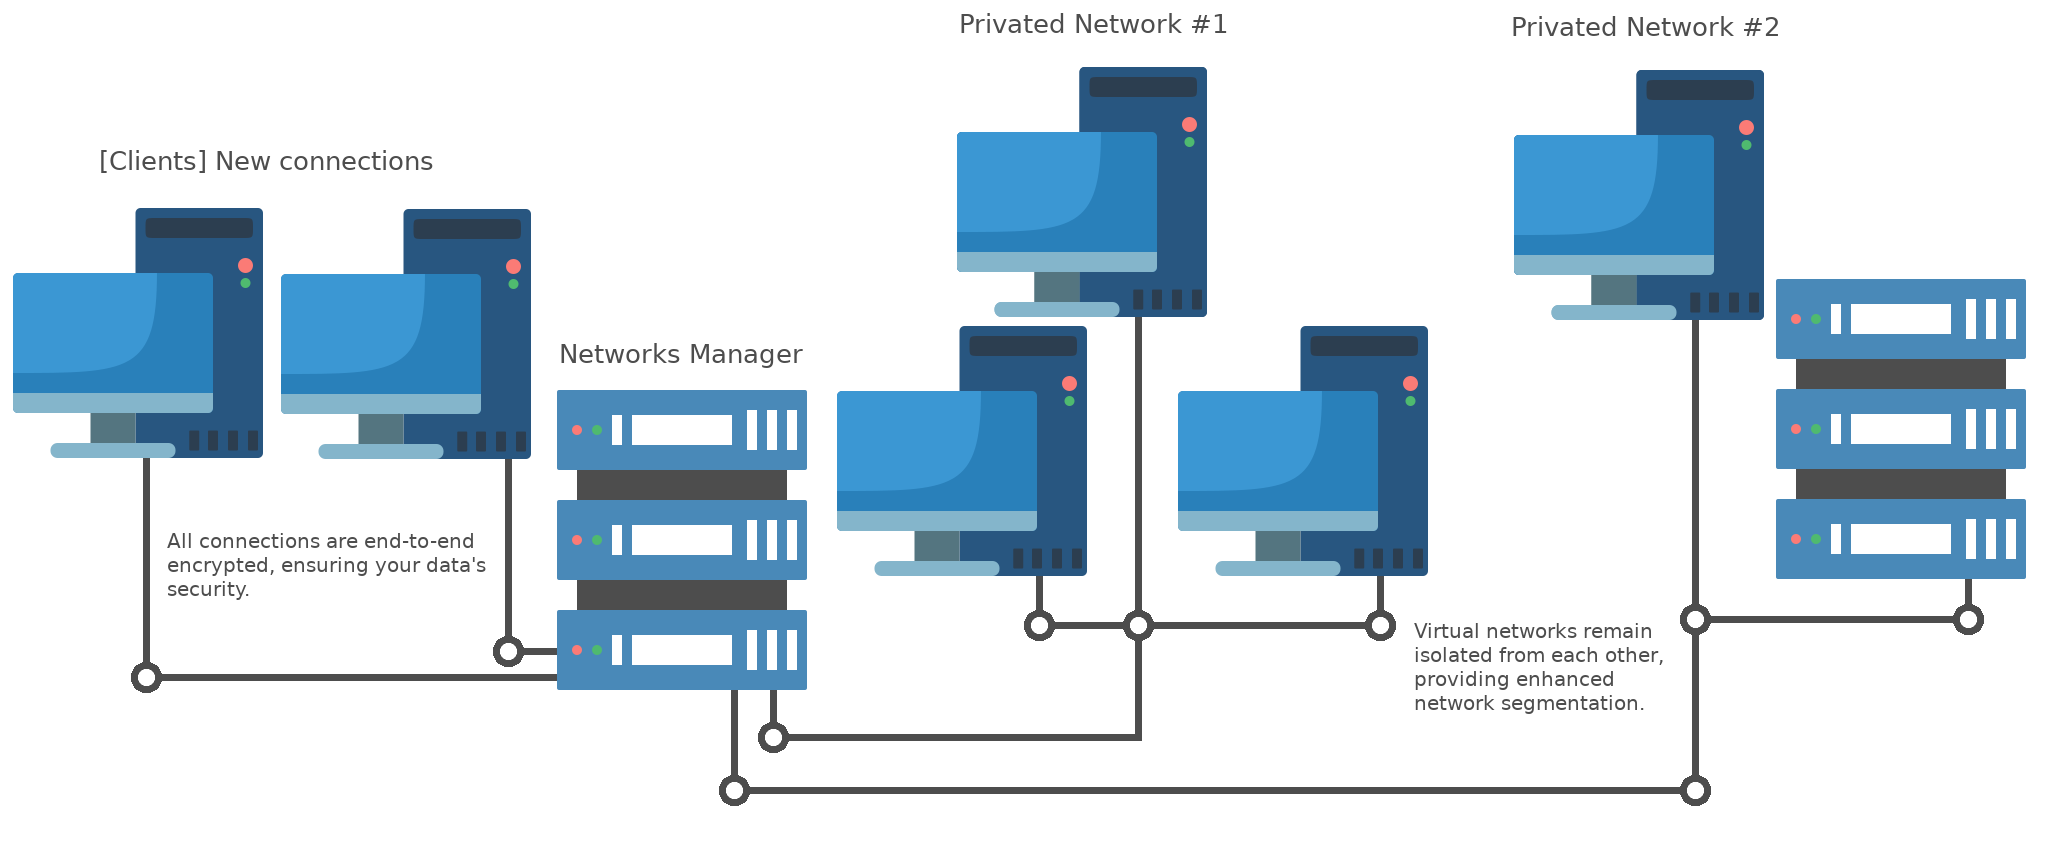 Privated Network #1
Privated Network #2
[Clients] New connections
Networks Manager
All connections are end-to-end
encrypted, ensuring your data's
security.
Virtual networks remain
isolated from each other,
providing enhanced
network segmentation.